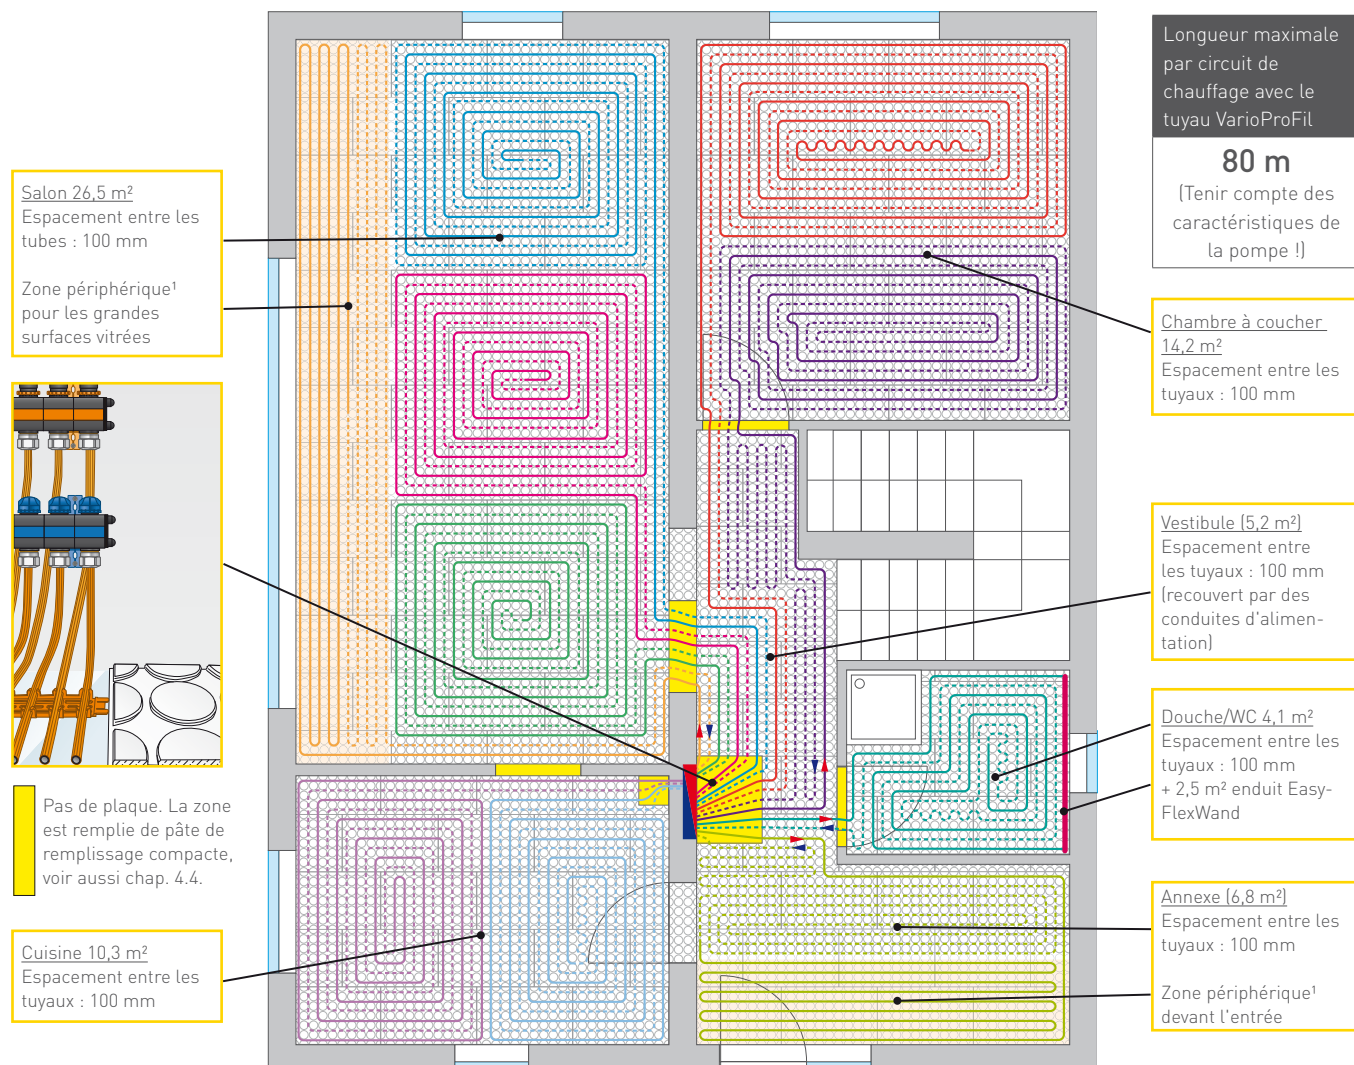 Longueur maximale
par circuit de
chauffage avec le
tuyau VarioProFil
80 m
(Tenir compte des
caractéristiques de
la pompe !)
Salon 26,5 m²
Espacement entre les
tubes : 100 mm
Zone périphérique¹
pour les grandes
surfaces vitrées
Chambre à coucher
14,2 m²
Espacement entre les
tuyaux : 100 mm
Vestibule (5,2 m²)
Espacement entre
les tuyaux : 100 mm
(recouvert par des
conduites d'alimen-
tation)
Douche/WC 4,1 m²
Espacement entre les
tuyaux : 100 mm
+ 2,5 m² enduit Easy-
FlexWand
Pas de plaque. La zone
est remplie de pâte de
remplissage compacte,
voir aussi chap. 4.4.
Annexe (6,8 m²)
Espacement entre les
tuyaux : 100 mm
Zone périphérique¹
devant l'entrée
Cuisine 10,3 m²
Espacement entre les
tuyaux : 100 mm